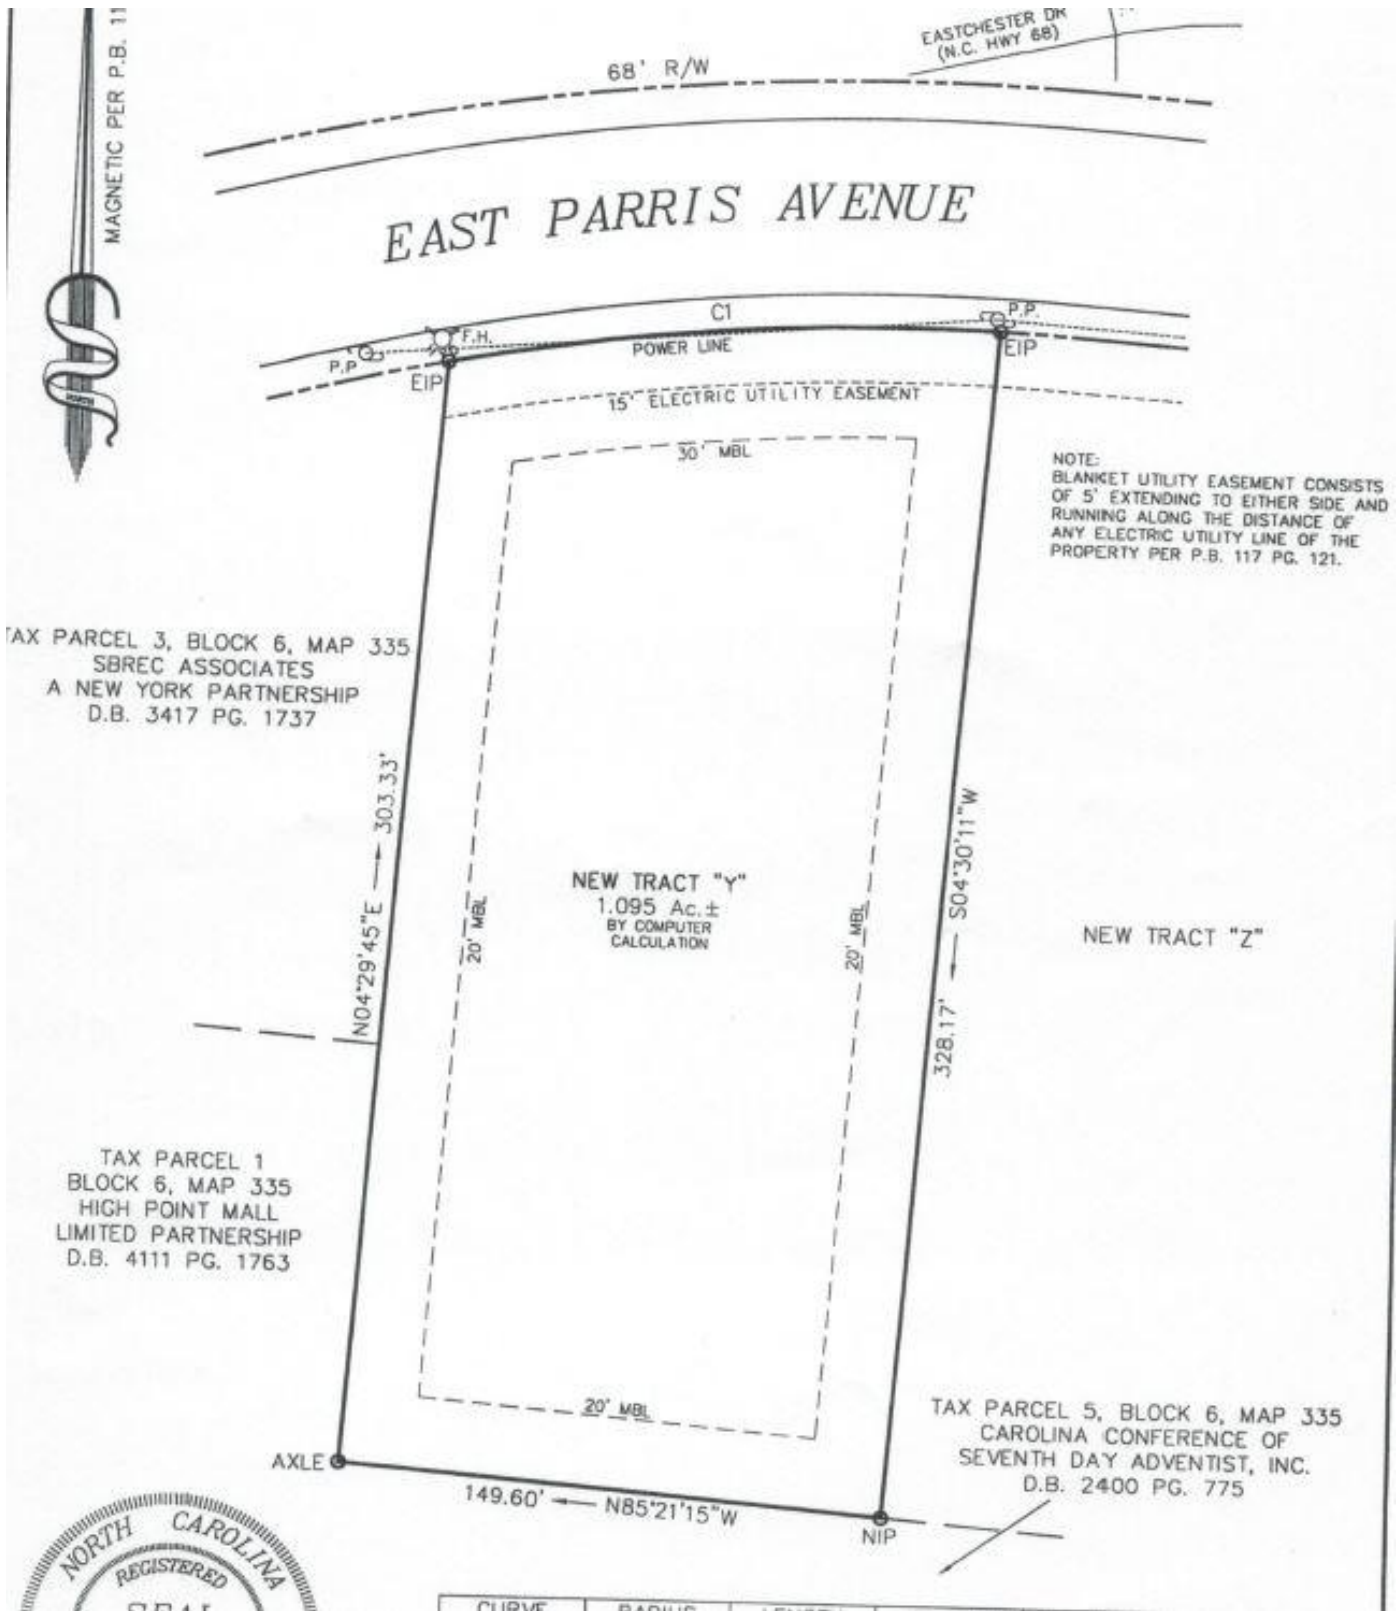 MAGNETIC PER P.B. 11
EASTCHESTER DR
(N.C. HWY 68)
68' R/W
EAST PARRIS AVENUE
C1
P.P.
F.H.
POWER LINE
EIP
P.P
EIP
15' ELECTRIC UTILITY EASEMENT
NORTH
30' MBL
NOTE:
BLANKET UTILITY EASEMENT CONSISTS
OF 5' EXTENDING TO EITHER SIDE AND
RUNNING ALONG THE DISTANCE OF
ANY ELECTRIC UTILITY LINE OF THE
PROPERTY PER P.B. 117 PG. 121.
TAX PARCEL 3, BLOCK 6, MAP 335
SBREC ASSOCIATES
A NEW YORK PARTNERSHIP
D.B. 3417 PG. 1737
N04°29'45"E 303.33'
20' MBL
NEW TRACT "Y"
1.095 Ac.±
BY COMPUTER
CALCULATION
20' MBL
328.17' S04°30'11"W
NEW TRACT "Z"
TAX PARCEL 1
BLOCK 6, MAP 335
HIGH POINT MALL
LIMITED PARTNERSHIP
D.B. 4111 PG. 1763
20' MBL
TAX PARCEL 5, BLOCK 6, MAP 335
CAROLINA CONFERENCE OF
SEVENTH DAY ADVENTIST, INC.
D.B. 2400 PG. 775
AXLE
149.60' N85°21'15"W
NIP
NORTH CAROLINA
REGISTERED
SEAL
CURVE RADIUS LENGTH